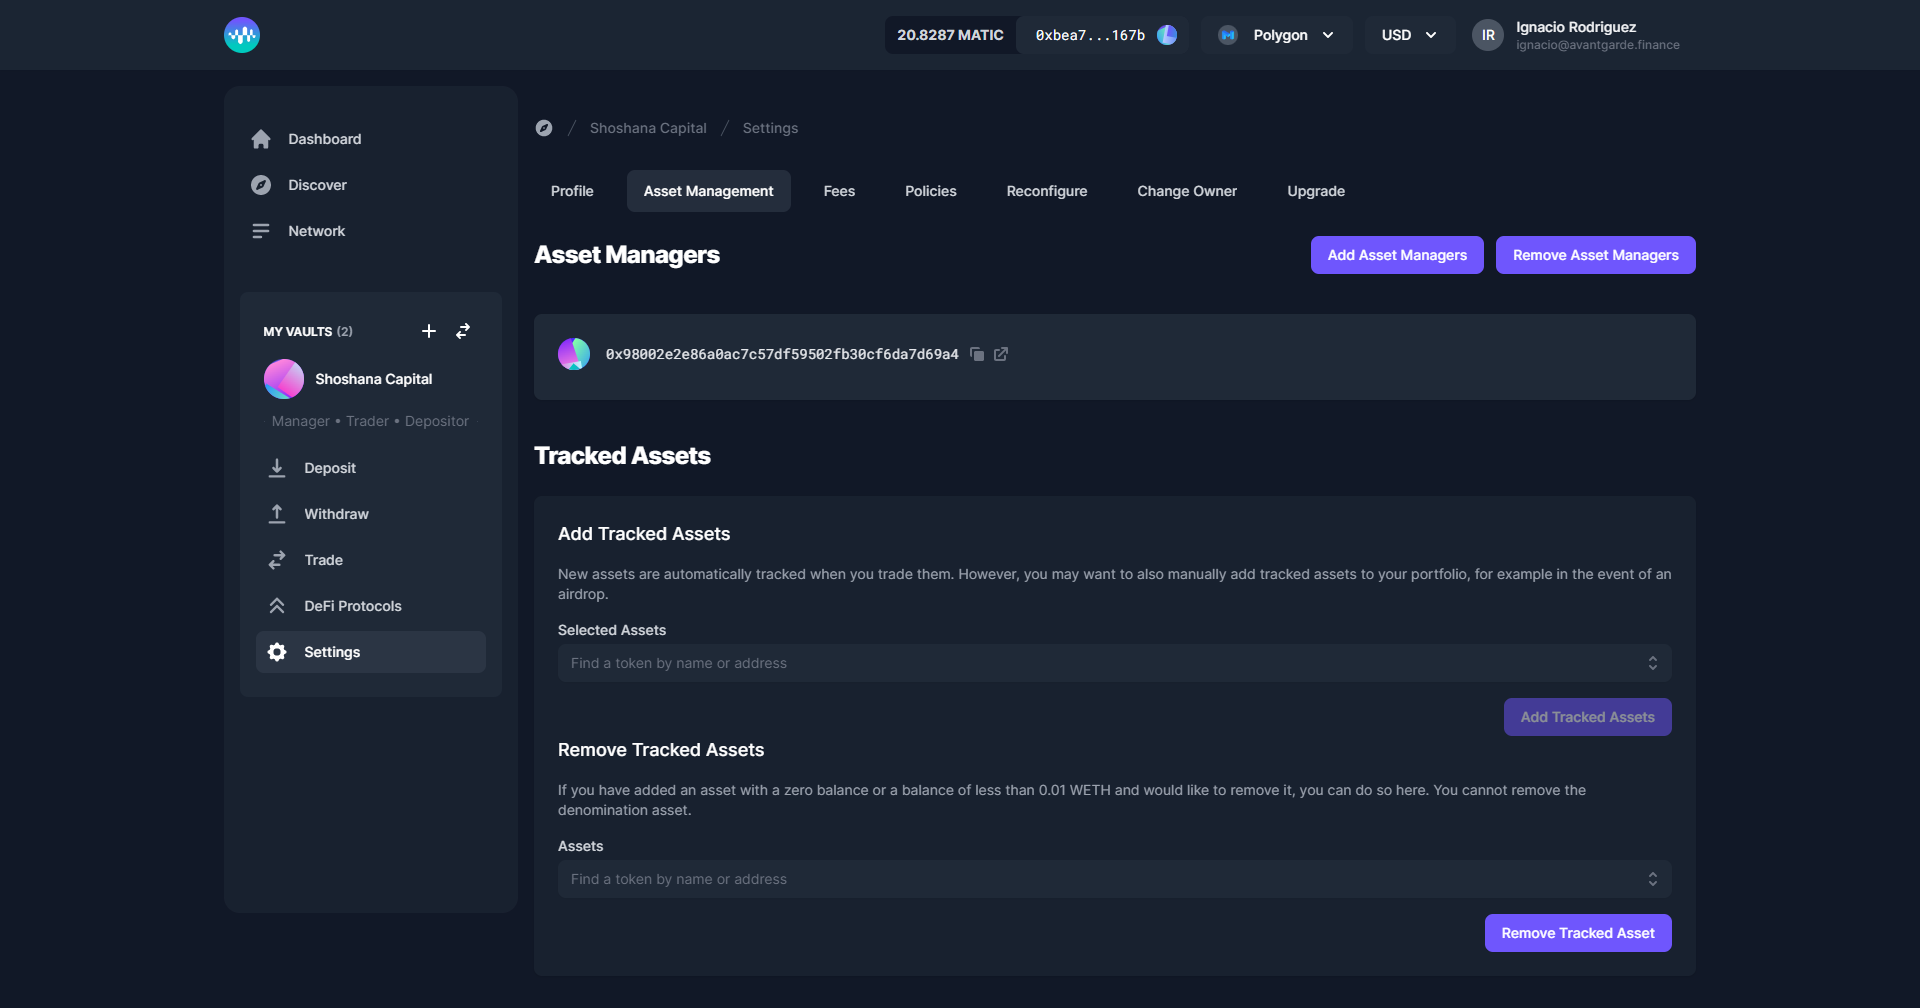 20.8287 MATIC
0xbea7...167b
Polygon
USD
IR
Ignacio Rodriguez
ignacio@avantgarde.finance
Dashboard
Discover
Network
MY VAULTS (2)
Shoshana Capital
Manager • Trader • Depositor
Deposit
Withdraw
Trade
DeFi Protocols
Settings
/ Shoshana Capital / Settings
Profile
Asset Management
Fees
Policies
Reconfigure
Change Owner
Upgrade
Asset Managers
Add Asset Managers
Remove Asset Managers
0x98002e2e86a0ac7c57df59502fb30cf6da7d69a4
Tracked Assets
Add Tracked Assets
New assets are automatically tracked when you trade them. However, you may want to also manually add tracked assets to your portfolio, for example in the event of an
airdrop.
Selected Assets
Find a token by name or address
Add Tracked Assets
Remove Tracked Assets
If you have added an asset with a zero balance or a balance of less than 0.01 WETH and would like to remove it, you can do so here. You cannot remove the
denomination asset.
Assets
Find a token by name or address
Remove Tracked Asset